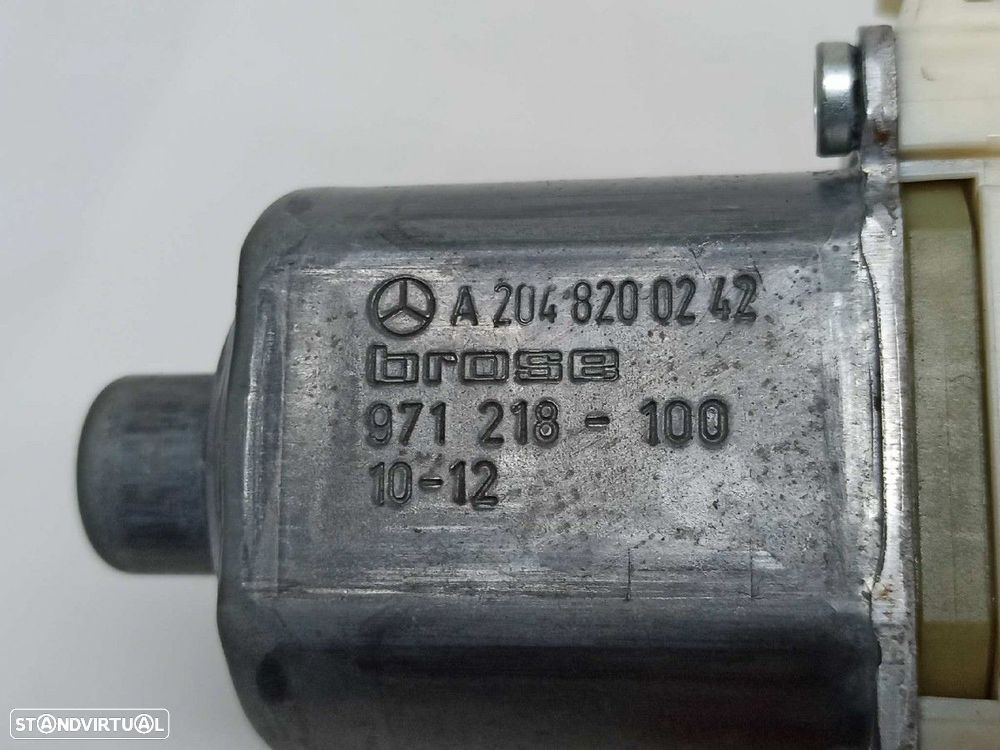 A 204 820 02 42
brose
971 218 - 100
10-12
STANDVIRTUAL